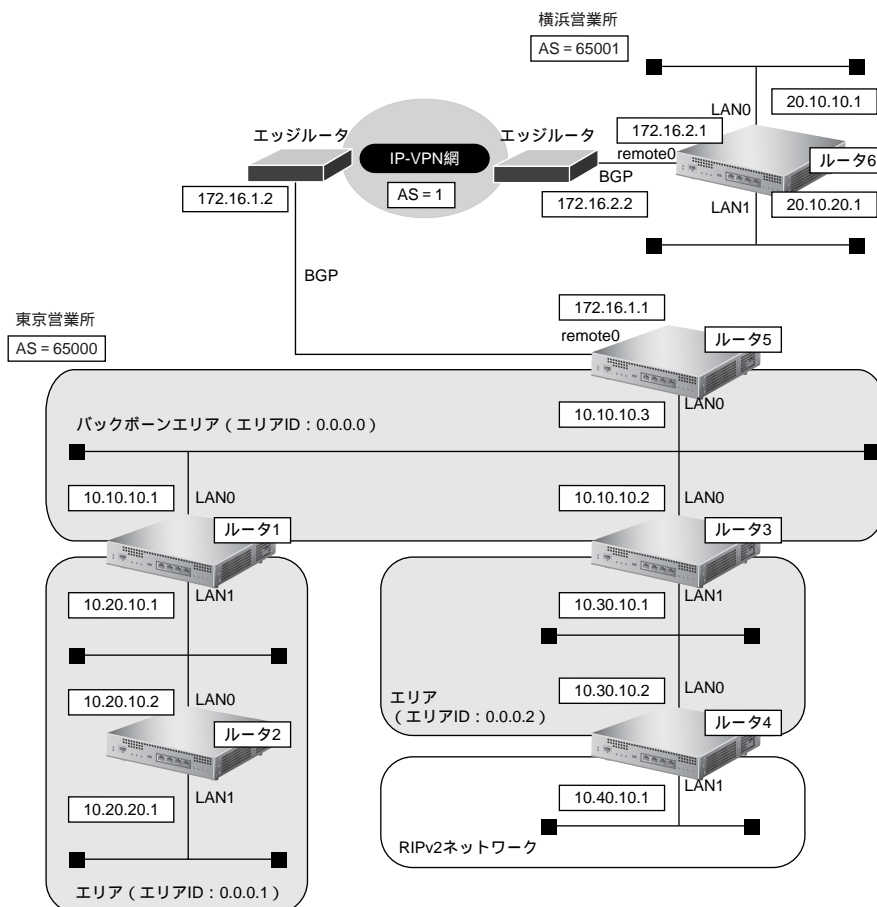 横浜営業所
AS = 65001
LAN0
20.10.10.1
172.16.2.1
エッジルータ
エッジルータ
IP-VPN網
remote0
ルータ6
BGP
AS = 1
172.16.1.2
172.16.2.2
LAN1
20.10.20.1
BGP
172.16.1.1
東京営業所
remote0
ルータ5
AS = 65000
10.10.10.3
LAN0
バックボーンエリア ( エリアID : 0.0.0.0 )
10.10.10.1
LAN0
10.10.10.2
LAN0
ルータ1
ルータ3
10.20.10.1
LAN1
10.30.10.1
LAN1
10.20.10.2
LAN0
10.30.10.2
LAN0
エリア
( エリアID : 0.0.0.2 )
ルータ2
ルータ4
10.20.20.1
LAN1
10.40.10.1
LAN1
RIPv2ネットワーク
エリア ( エリアID : 0.0.0.1 )